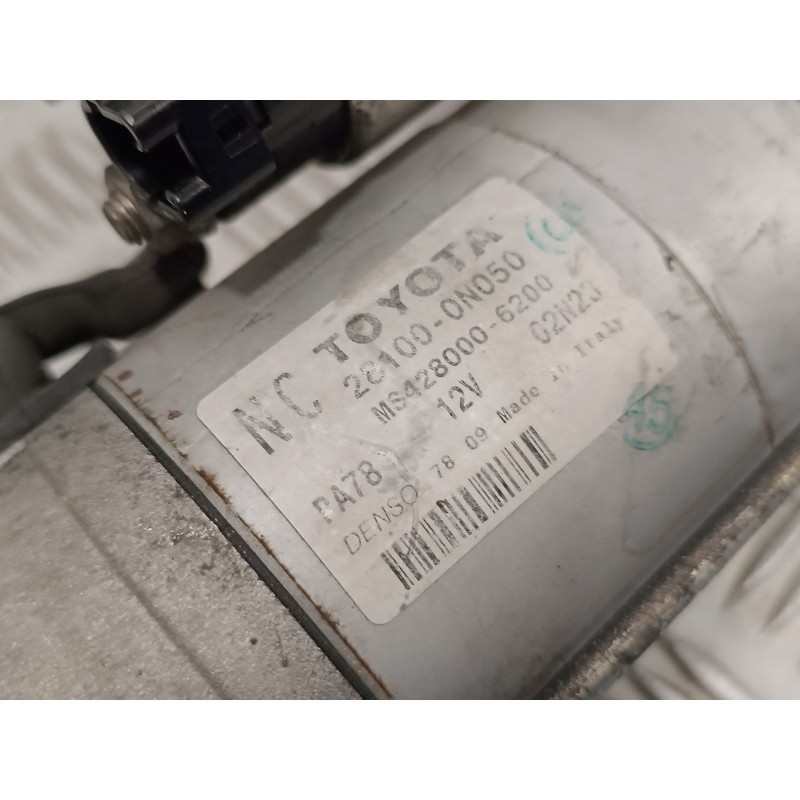 TOYOTA
NC 28100-0N050
MS428000-6200
12V 02N23
PA78
DENSO 78 09 Made in Italy